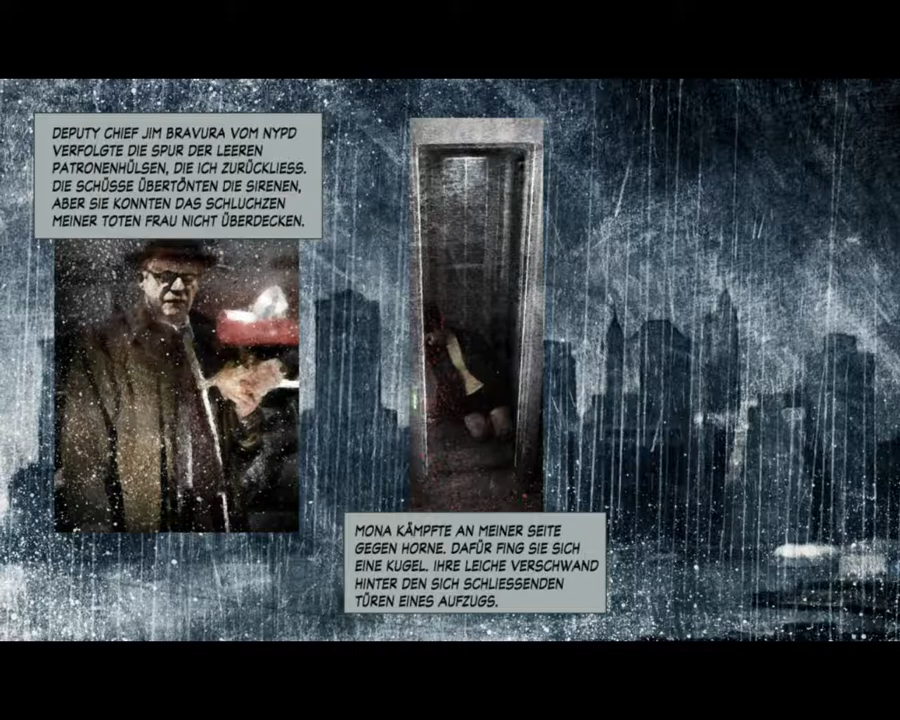 DEPUTY CHIEF JIM BRAVURA VOM NYPD
VERFOLGTE DIE SPUR DER LEEREN
PATRONENHÜLSEN, DIE ICH ZURÜCKLIESS.
DIE SCHÜSSE ÜBERTÖNTEN DIE SIRENEN,
ABER SIE KONNTEN DAS SCHLUCHZEN
MEINER TOTEN FRAU NICHT ÜBERDECKEN.
MONA KÄMPFTE AN MEINER SEITE
GEGEN HORNE. DAFÜR FING SIE SICH
EINE KUGEL. IHRE LEICHE VERSCHWAND
HINTER DEN SICH SCHLIESSENDEN
TÜREN EINES AUFZUGS.